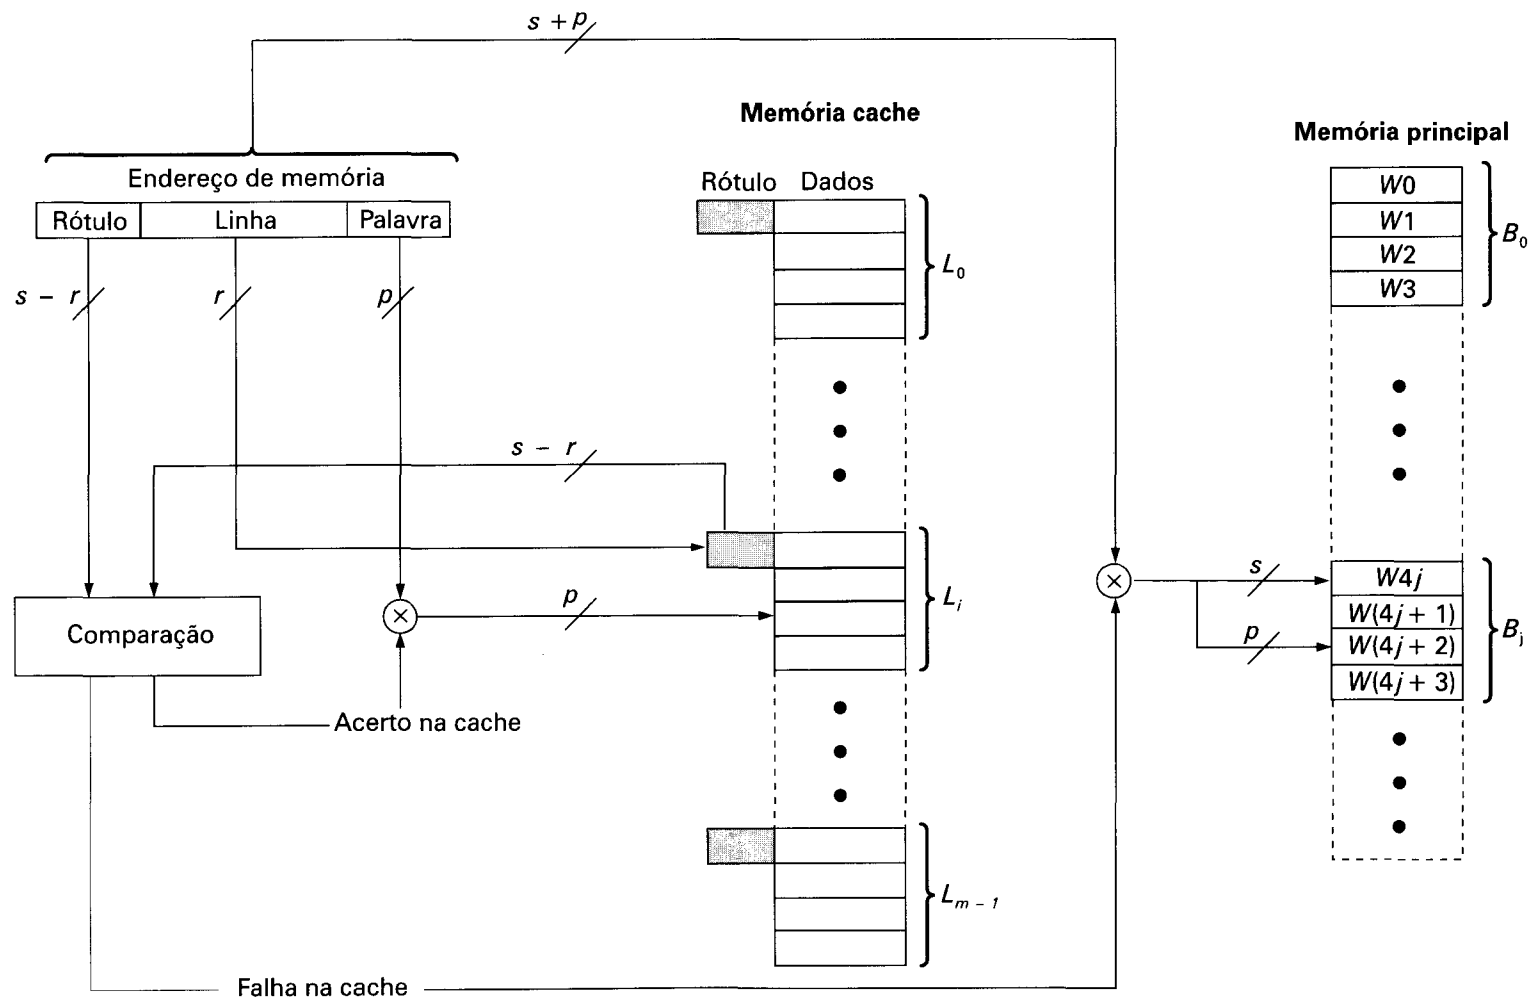 s + p
Memória cache
Memória principal
Endereço de memória
Rótulo Linha Palavra
Rótulo Dados
W0
W1
W2
W3
B0
L0
s – r
r
p
s – r
Li
p
Comparação
Acerto na cache
s
p
W4j
W(4j + 1)
W(4j + 2)
W(4j + 3)
Bj
Lm – 1
Falha na cache